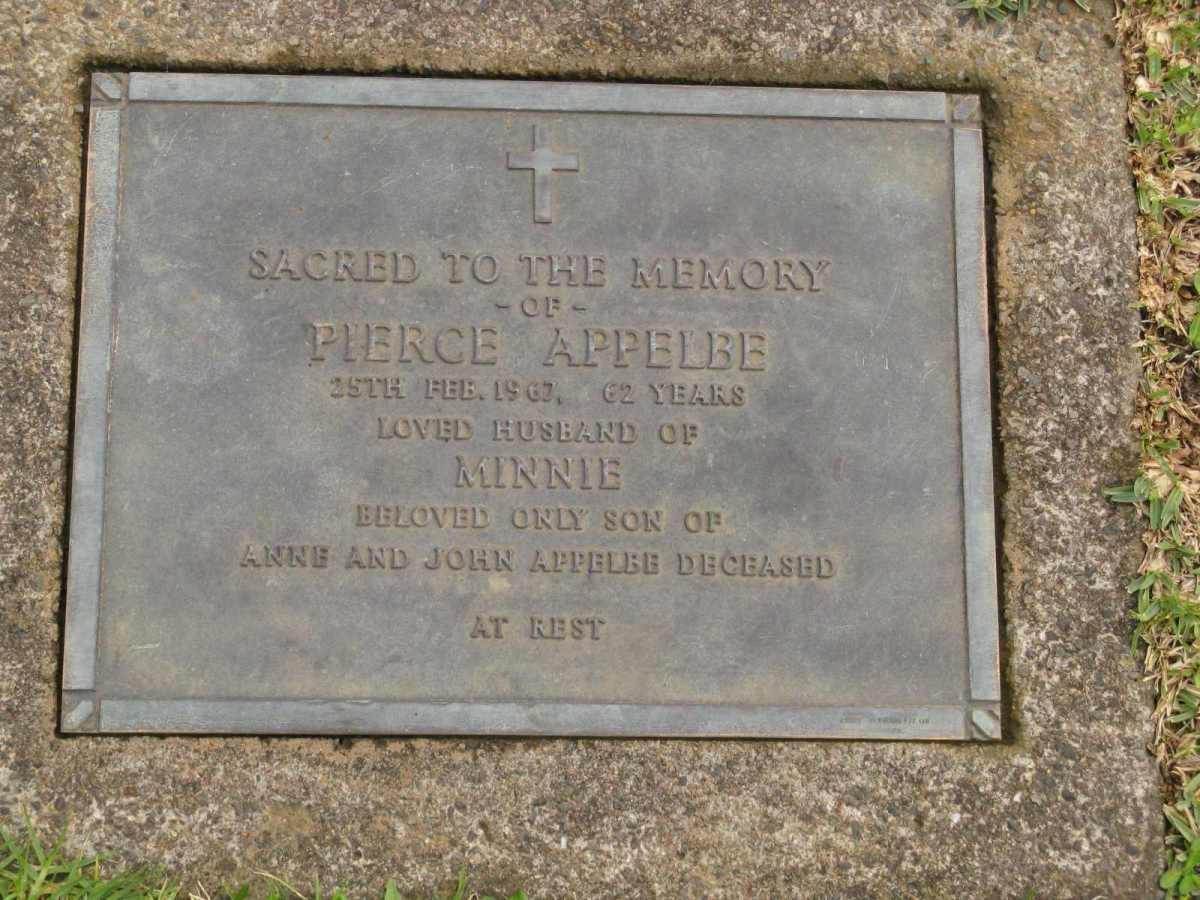 SACRED TO THE MEMORY
- OF -
PIERCE APPELBE
25TH FEB. 1967, 62 YEARS
LOVED HUSBAND OF
MINNIE
BELOVED ONLY SON OF
ANNE AND JOHN APPELBE DECEASED
AT REST